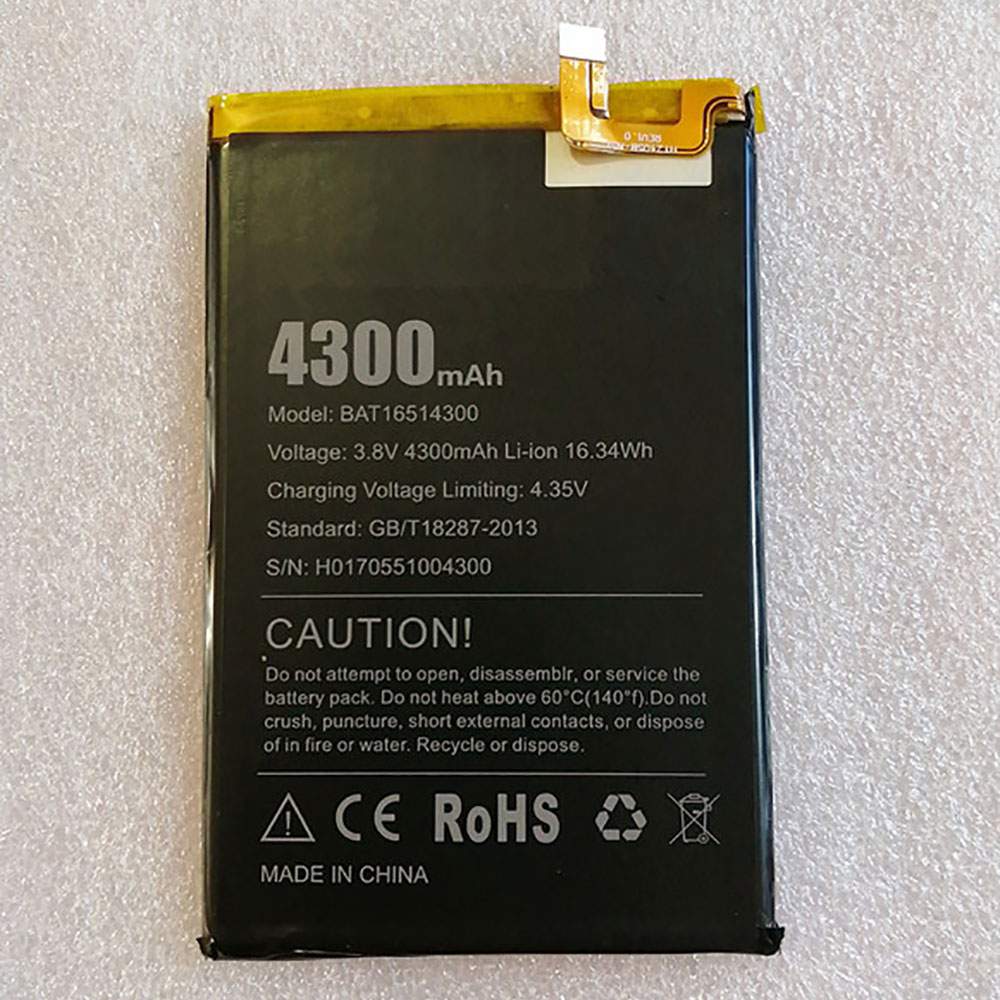 REV1.0
4300mAh
Model: BAT16514300
Voltage: 3.8V 4300mAh Li-ion 16.34Wh
Charging Voltage Limiting: 4.35V
Standard: GB/T18287-2013
S/N: H0170551004300
CAUTION!
Do not attempt to open, disassemblr, or service the
battery pack. Do not heat above 60°C(140°f).Do not
crush, puncture, short external contacts, or dispose
of in fire or water. Recycle or dispose.
CE RoHS
MADE IN CHINA